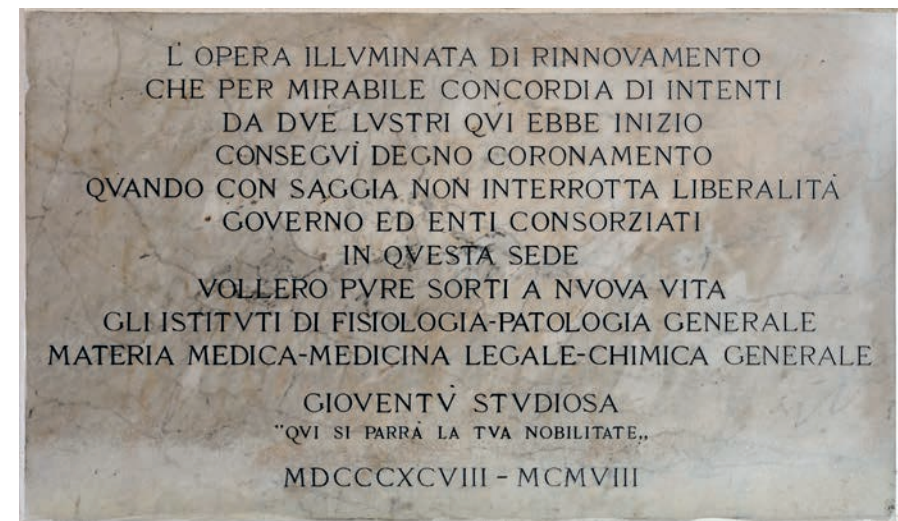 L' OPERA ILLVMINATA DI RINNOVAMENTO
CHE PER MIRABILE CONCORDIA DI INTENTI
DA DVE LVSTRI QVI EBBE INIZIO
CONSEGVÌ DEGNO CORONAMENTO
QVANDO CON SAGGIA NON INTERROTTA LIBERALITÀ
GOVERNO ED ENTI CONSORZIATI
IN QVESTA SEDE
VOLLERO PVRE SORTI A NVOVA VITA
GLI ISTITVTI DI FISIOLOGIA-PATOLOGIA GENERALE
MATERIA MEDICA-MEDICINA LEGALE-CHIMICA GENERALE
GIOVENTV̀ STVDIOSA
"QVI SI PARRÀ LA TVA NOBILITATE„
MDCCCXCVIII - MCMVIII